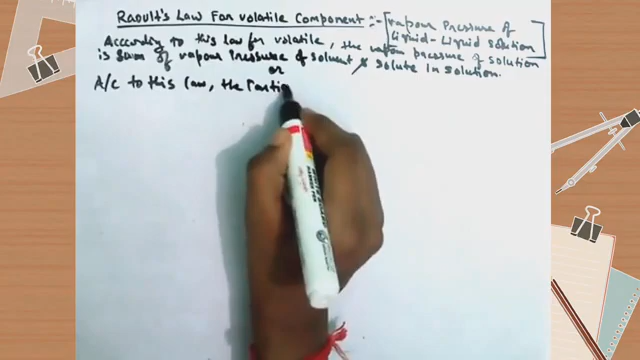 Raoult's Law For volatile Component :- [vapour Pressure of
Liquid-Liquid Solution]
According to this law for volatile, the vapour pressure of solution
is sum of vapour Pressure of solvent & solute in solution.
or
A/c to this law, the Partia